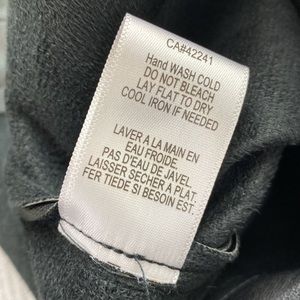 CA#42241
Hand WASH COLD
DO NOT BLEACH
LAY FLAT TO DRY
COOL IRON IF NEEDED
LAVER A LA MAIN EN
EAU FROIDE.
PAS D'EAU DE JAVEL.
LAISSER SECHER A PLAT.
FER TIEDE SI BESOIN EST.